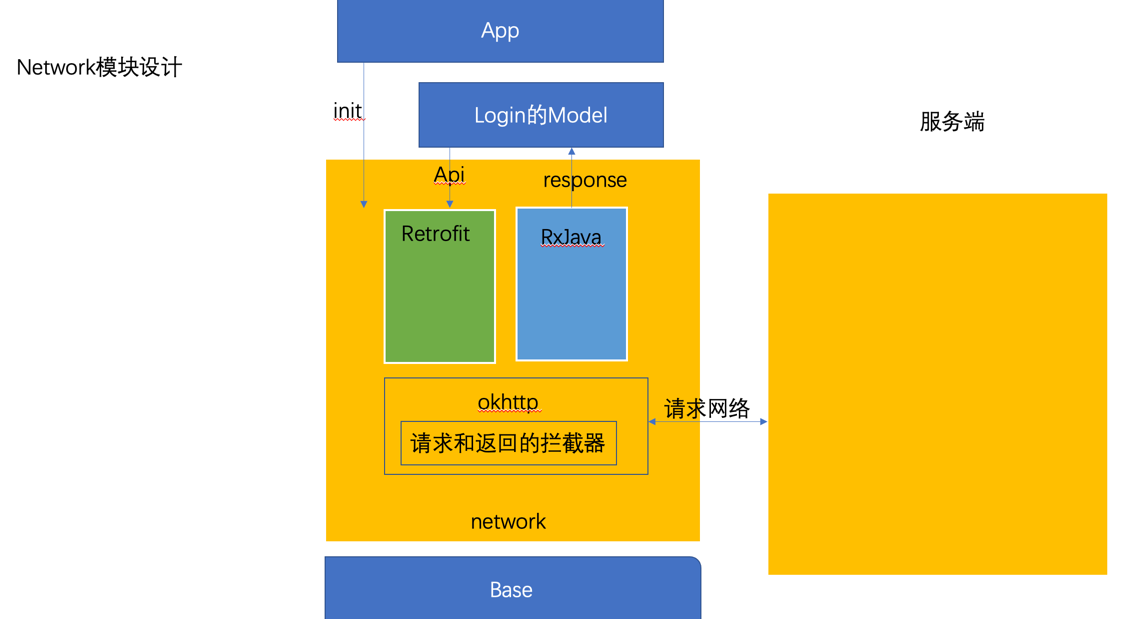 App
Network模块设计
init
Login的Model
服务端
Api
response
Retrofit
RxJava
okhttp
请求网络
请求和返回的拦截器
network
Base